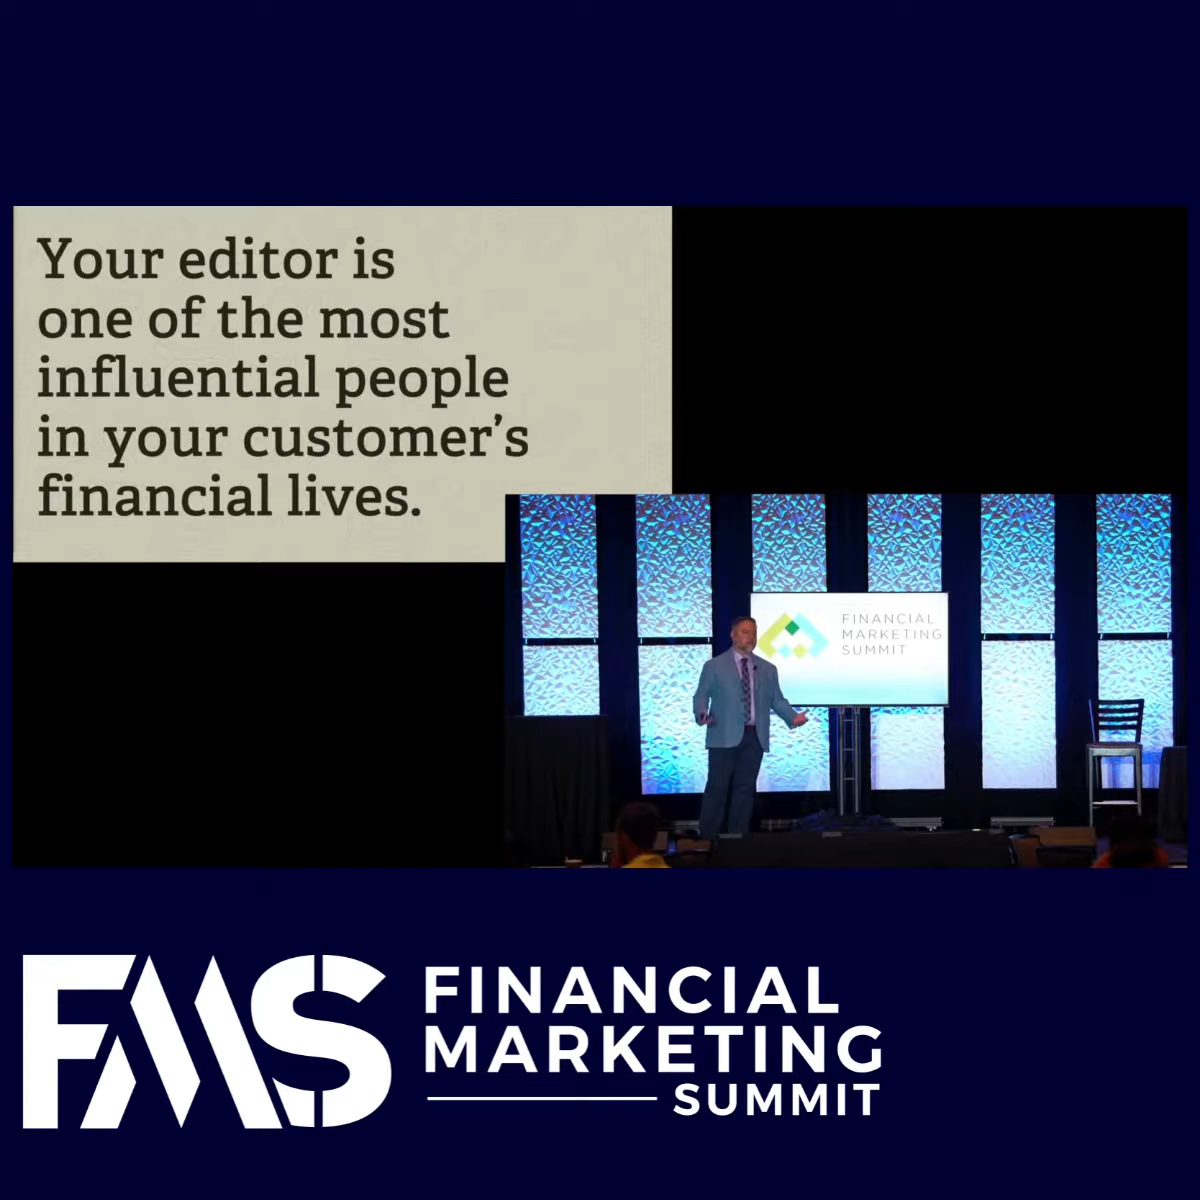 Your editor is
one of the most
influential people
in your customer’s
financial lives.
FINANCIAL
MARKETING
SUMMIT
FMS
FINANCIAL
MARKETING
SUMMIT